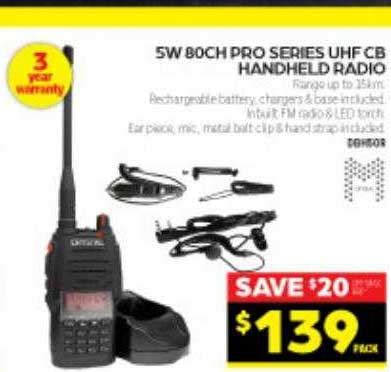 3
year
warranty
5W 80CH PRO SERIES UHF CB
HANDHELD RADIO
Range up to 15km.
Rechargeable battery, chargers & base included.
Inbuilt FM radio & LED torch.
Ear piece, mic, metal belt clip & hand strap included.
SAVE $20
$139
PACK